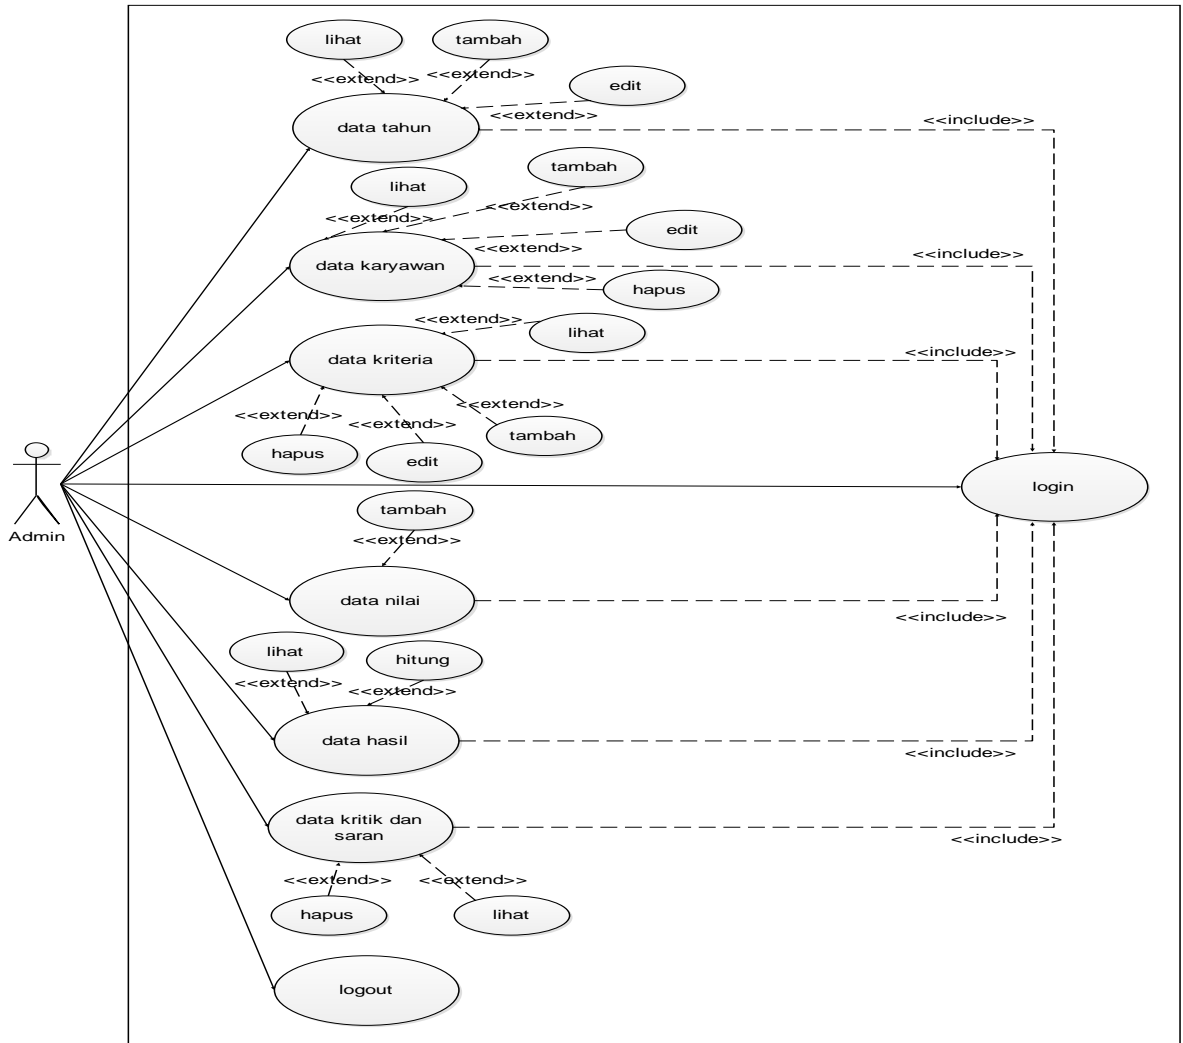 lihat
tambah
<<extend>>
<<extend>>
edit
<<extend>>
data tahun
<<include>>
tambah
lihat
<<extend>>
<<extend>>
edit
<<extend>>
<<include>>
data karyawan
<<extend>>
hapus
<<extend>>
lihat
data kriteria
<<include>>
<<extend>>
<<extend>>
<<extend>>
hapus
edit
tambah
login
Admin
tambah
<<extend>>
data nilai
<<include>>
lihat
hitung
<<extend>>
<<extend>>
data hasil
<<include>>
data kritik dan
saran
<<include>>
<<extend>>
<<extend>>
hapus
lihat
logout